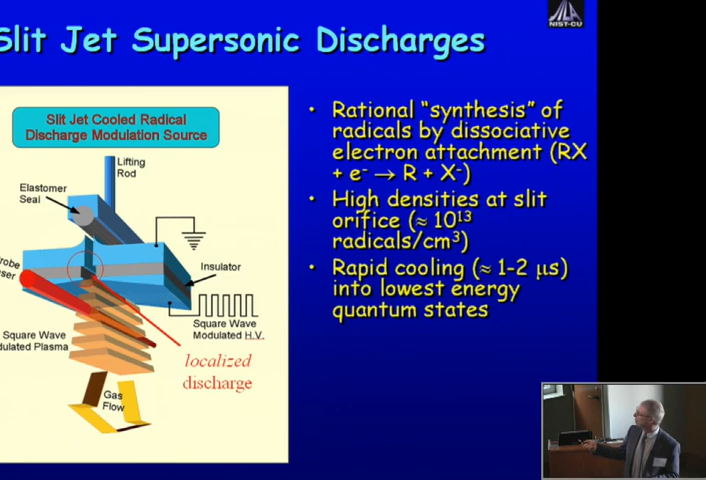 Slit Jet Supersonic Discharges
NIST-CU
Slit Jet Cooled Radical
Discharge Modulation Source
Lifting
Rod
Elastomer
Seal
Insulator
Square Wave
Modulated H.V.
Square Wave
Plasma
localized
discharge
Gas
Flow
• Rational “synthesis” of
radicals by dissociative
electron attachment (RX
+ e⁻ → R + X⁻)
• High densities at slit
orifice (≈ 10¹³
radicals/cm³)
• Rapid cooling (≈ 1-2 μs)
into lowest energy
quantum states